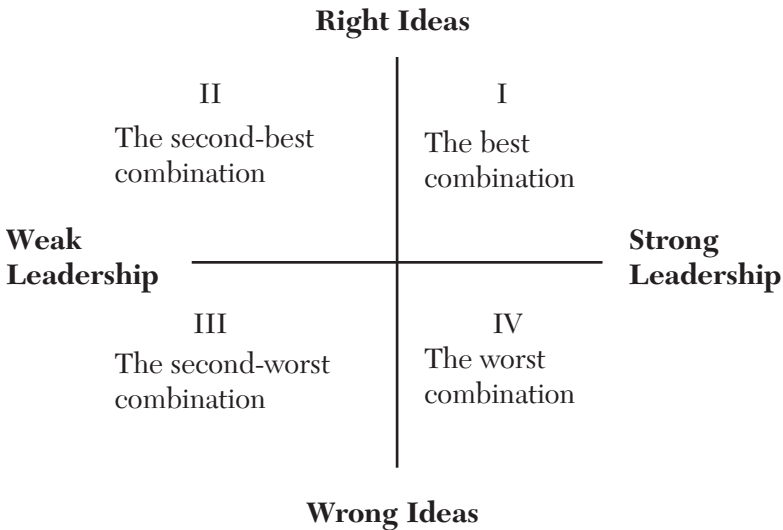 Right Ideas
II
The second-best
combination
I
The best
combination
Weak
Leadership
Strong
Leadership
III
The second-worst
combination
IV
The worst
combination
Wrong Ideas